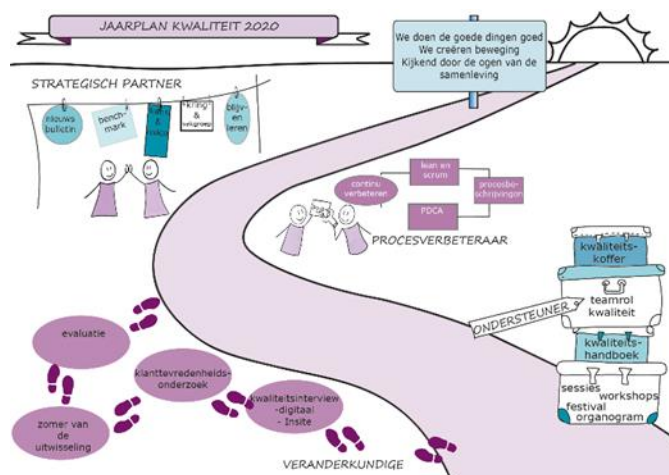 JAARPLAN KWALITEIT 2020
We doen de goede dingen goed
We creëren beweging
Kijkend door de ogen van de
samenleving
STRATEGISCH PARTNER
nieuws
bulletin
bench-
mark
&
kring
&
blijv-
en
leren
continu
verbeteren
lean en
scrum
procesbe-
schrijvingen
PDCA
PROCESVERBETERAAR
kwaliteits-
koffer
teamrol
kwaliteit
ONDERSTEUNER
kwaliteits-
handboek
sessies
workshops
festival
organogram
evaluatie
klanttevredenheids-
onderzoek
kwaliteitsinterview
-digitaal
- Insite
zomer van
de
uitwisseling
VERANDERKUNDIGE